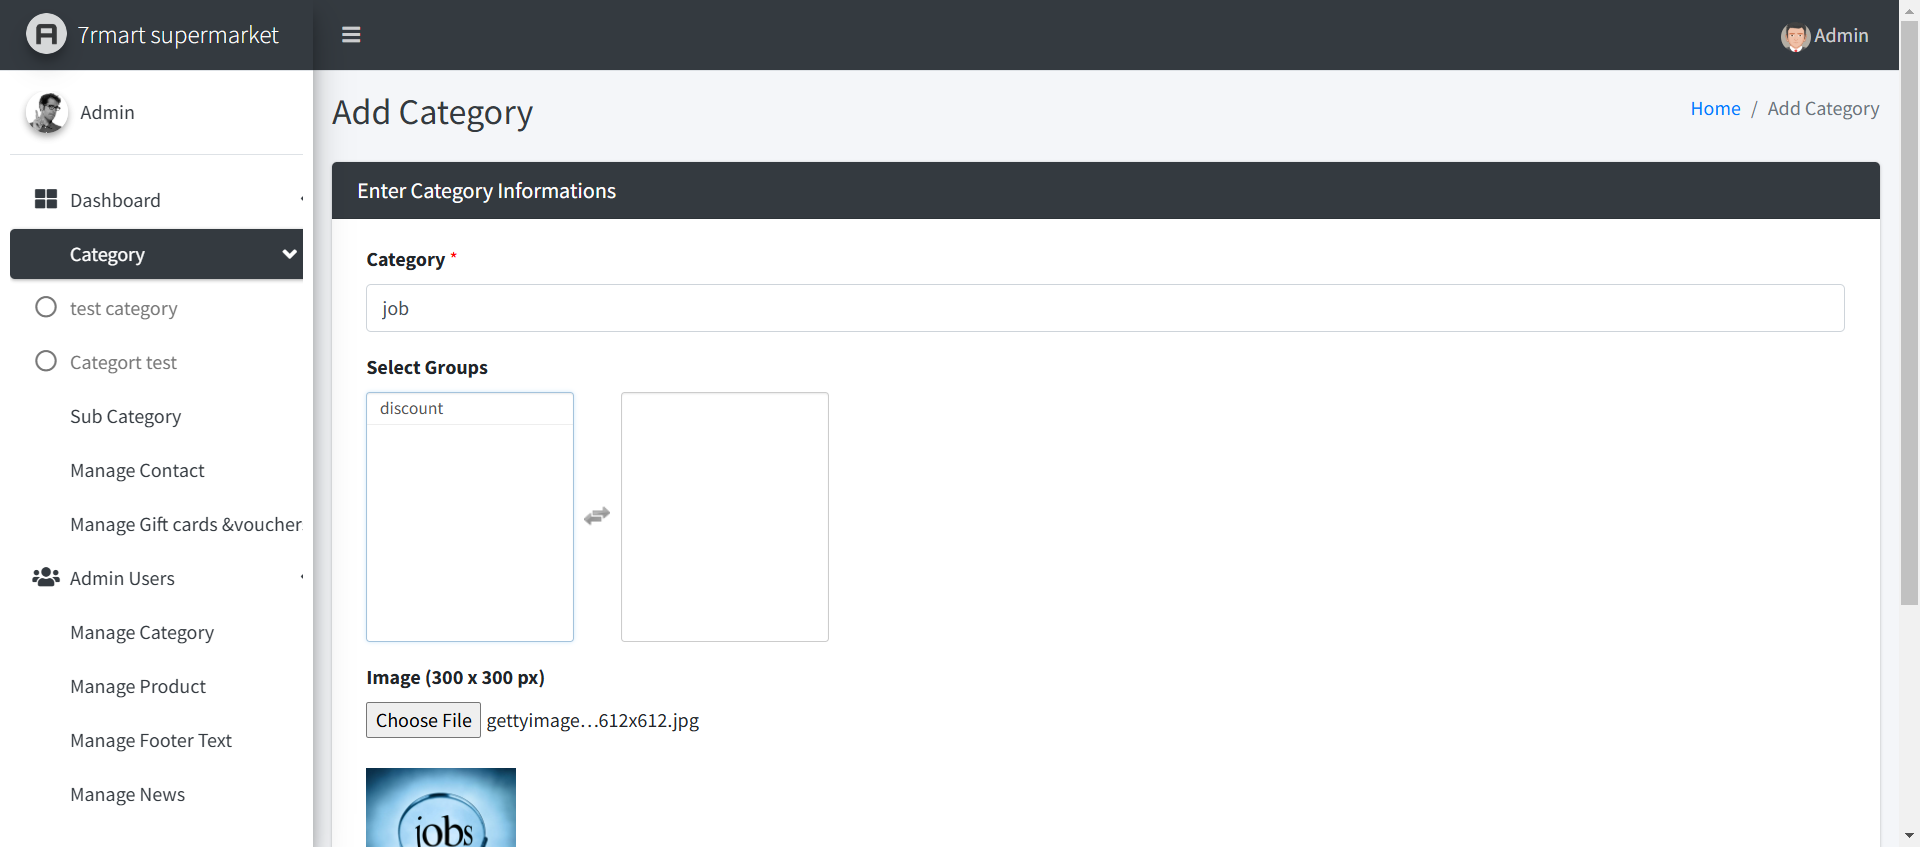 7rmart supermarket
Admin
Admin
Dashboard
Category
test category
Categort test
Sub Category
Manage Contact
Manage Gift cards &voucher
Admin Users
Manage Category
Manage Product
Manage Footer Text
Manage News
Add Category
Home / Add Category
Enter Category Informations
Category *
job
Select Groups
discount
Image (300 x 300 px)
Choose File gettyimage…612x612.jpg
jobs